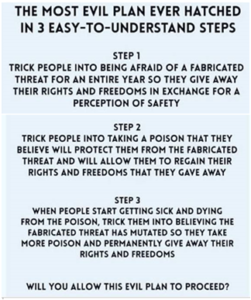 THE MOST EVIL PLAN EVER HATCHED
IN 3 EASY-TO-UNDERSTAND STEPS
STEP 1
TRICK PEOPLE INTO BEING AFRAID OF A FABRICATED
THREAT FOR AN ENTIRE YEAR SO THEY GIVE AWAY
THEIR RIGHTS AND FREEDOMS IN EXCHANGE FOR A
PERCEPTION OF SAFETY
STEP 2
TRICK PEOPLE INTO TAKING A POISON THAT THEY
BELIEVE WILL PROTECT THEM FROM THE FABRICATED
THREAT AND WILL ALLOW THEM TO REGAIN THEIR
RIGHTS AND FREEDOMS THAT THEY GAVE AWAY
STEP 3
WHEN PEOPLE START GETTING SICK AND DYING
FROM THE POISON, TRICK THEM INTO BELIEVING THE
FABRICATED THREAT HAS MUTATED SO THEY TAKE
MORE POISON AND PERMANENTLY GIVE AWAY THEIR
RIGHTS AND FREEDOMS
WILL YOU ALLOW THIS EVIL PLAN TO PROCEED?